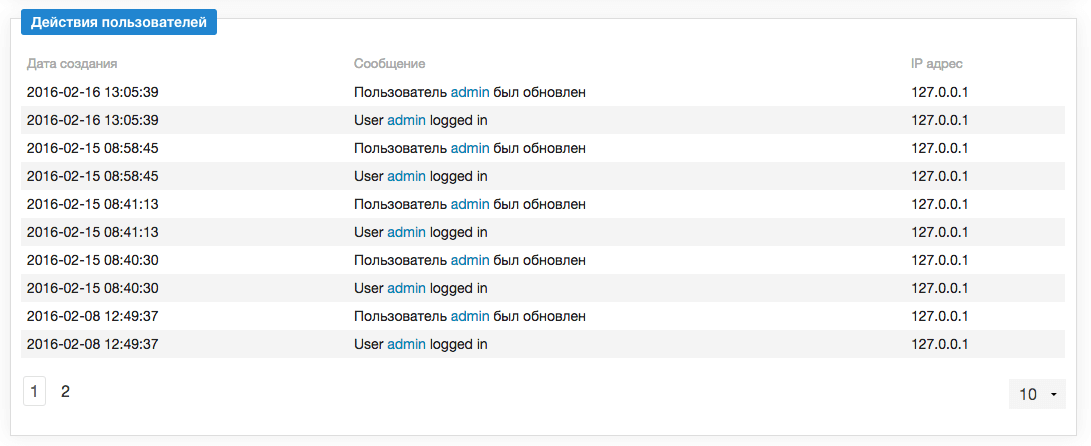 Действия пользователей
Дата создания Сообщение IP адрес
2016-02-16 13:05:39 Пользователь admin был обновлен 127.0.0.1
2016-02-16 13:05:39 User admin logged in 127.0.0.1
2016-02-15 08:58:45 Пользователь admin был обновлен 127.0.0.1
2016-02-15 08:58:45 User admin logged in 127.0.0.1
2016-02-15 08:41:13 Пользователь admin был обновлен 127.0.0.1
2016-02-15 08:41:13 User admin logged in 127.0.0.1
2016-02-15 08:40:30 Пользователь admin был обновлен 127.0.0.1
2016-02-15 08:40:30 User admin logged in 127.0.0.1
2016-02-08 12:49:37 Пользователь admin был обновлен 127.0.0.1
2016-02-08 12:49:37 User admin logged in 127.0.0.1
1 2 10